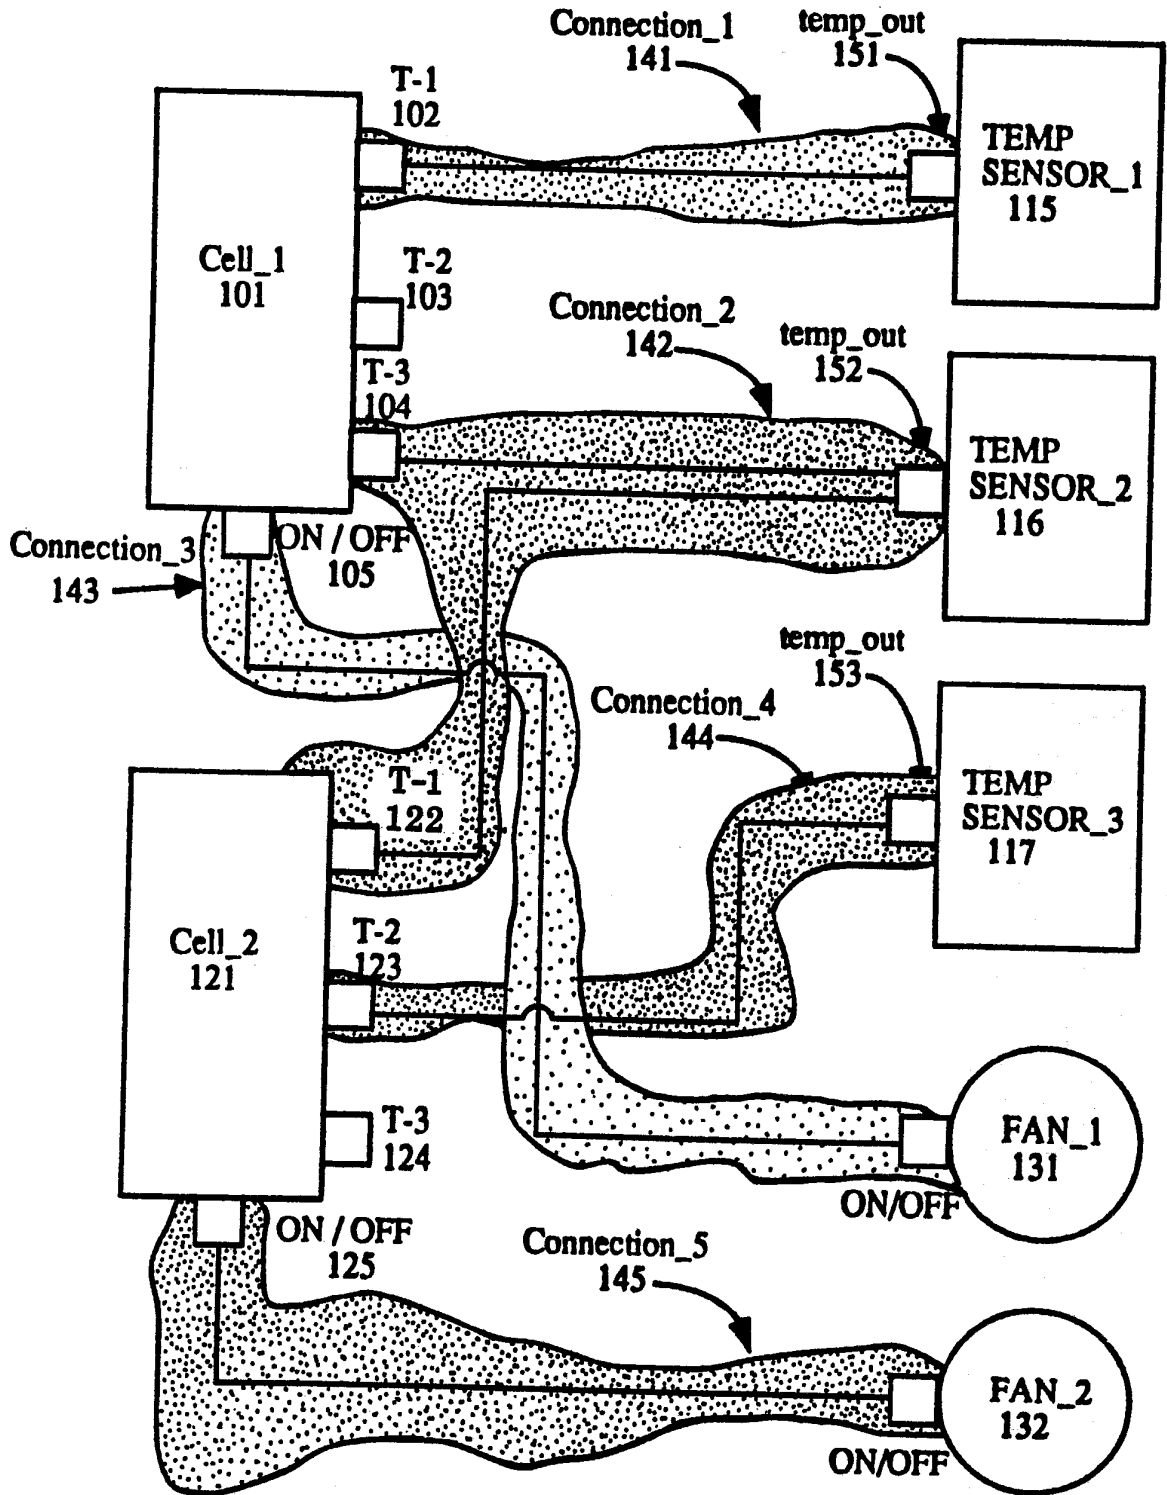 Connection_1
141
temp_out
151
T-1
102
TEMP
SENSOR_1
115
Cell_1
101
T-2
103
Connection_2
142
temp_out
152
T-3
104
TEMP
SENSOR_2
116
ON / OFF
105
Connection_3
143
temp_out
153
Connection_4
144
T-1
122
TEMP
SENSOR_3
117
Cell_2
121
T-2
123
T-3
124
FAN_1
131
ON/OFF
ON / OFF
125
Connection_5
145
FAN_2
132
ON/OFF